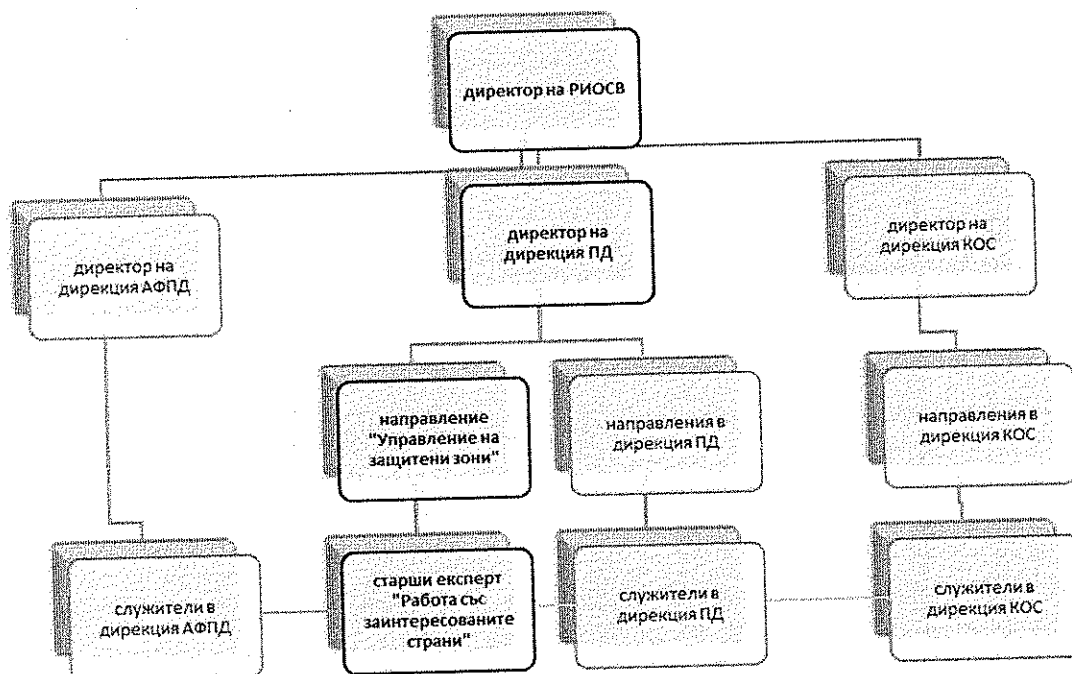 директор на РИОСВ
директор на
дирекция АФПД
директор на
дирекция ПД
директор на
дирекция КОС
направление
"Управление на
защитени зони"
направления в
дирекция ПД
направления в
дирекция КОС
служители в
дирекция АФПД
старши експерт
"Работа със
заинтересованите
страни"
служители в
дирекция ПД
служители в
дирекция КОС